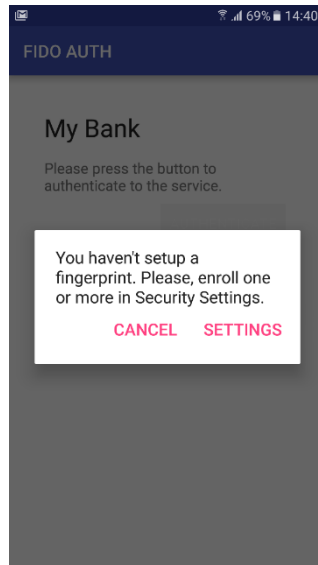 69% 14:40
FIDO AUTH
My Bank
Please press the button to
authenticate to the service.
You haven't setup a
fingerprint. Please, enroll one
or more in Security Settings.
CANCEL SETTINGS